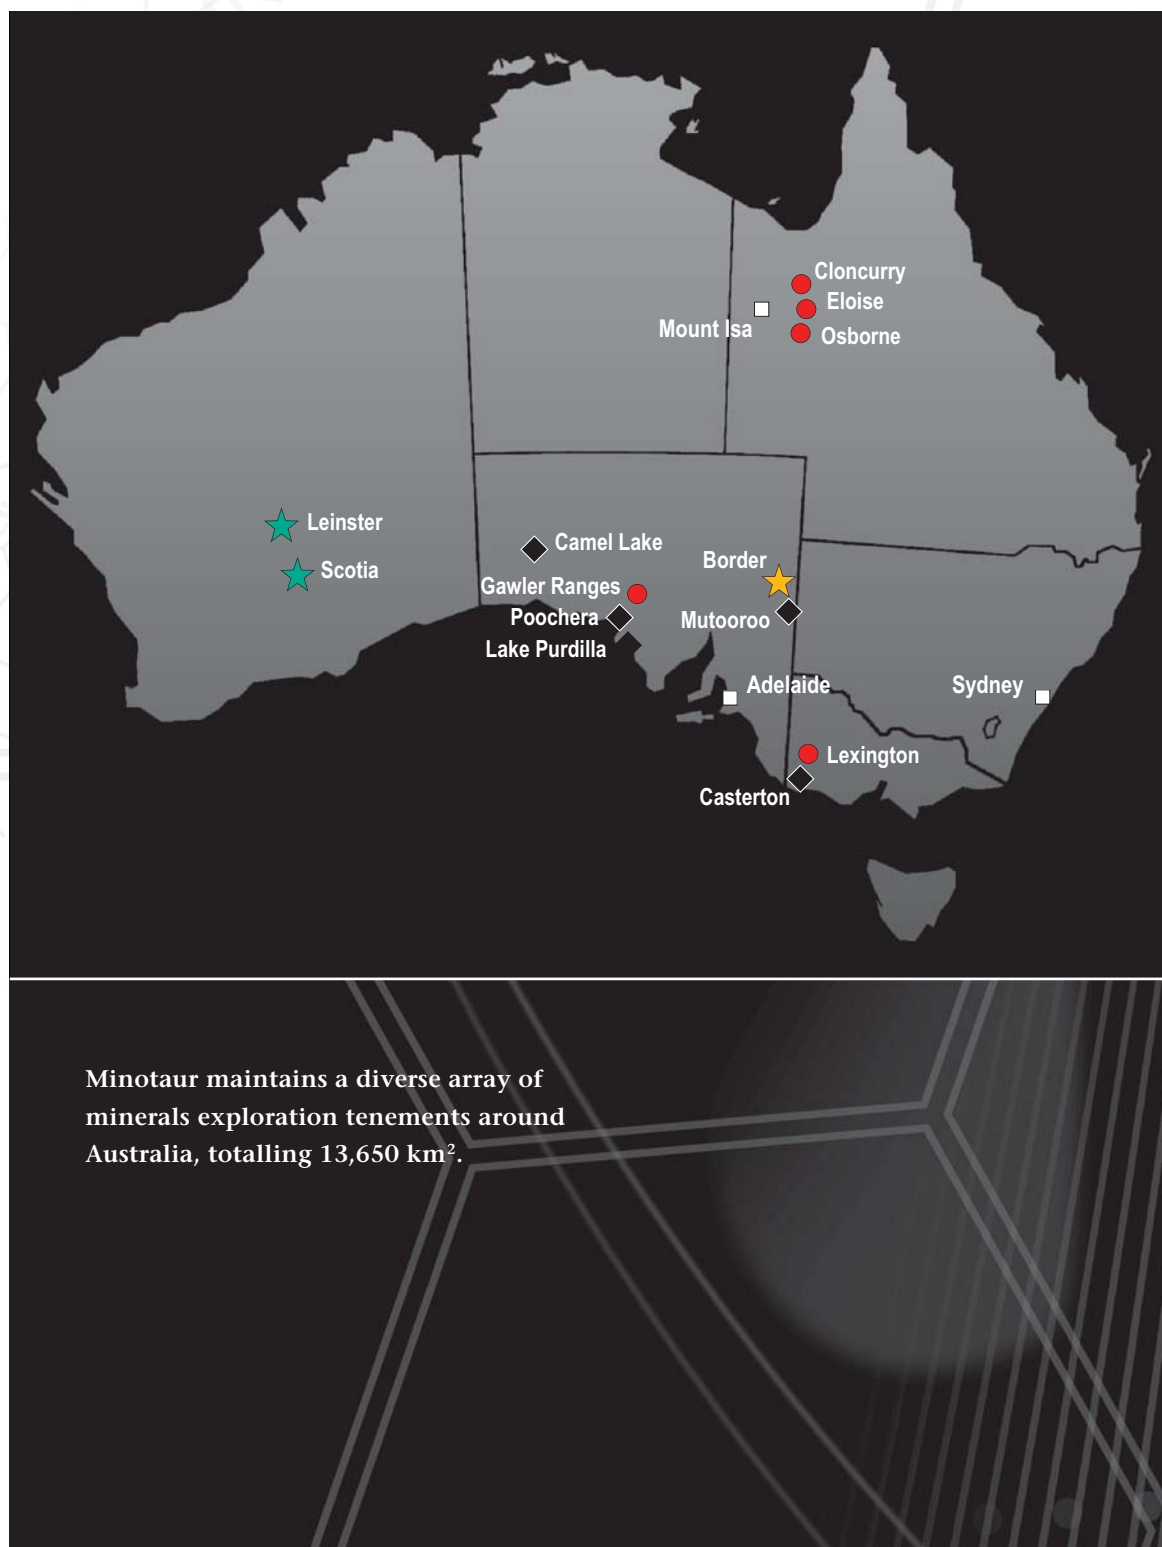 Cloncurry
Eloise
Mount Isa
Osborne
Leinster
Scotia
Camel Lake
Border
Gawler Ranges
Poochera
Mutooroo
Lake Purdilla
Adelaide
Sydney
Lexington
Casterton
Minotaur maintains a diverse array of
minerals exploration tenements around
Australia, totalling 13,650 km².